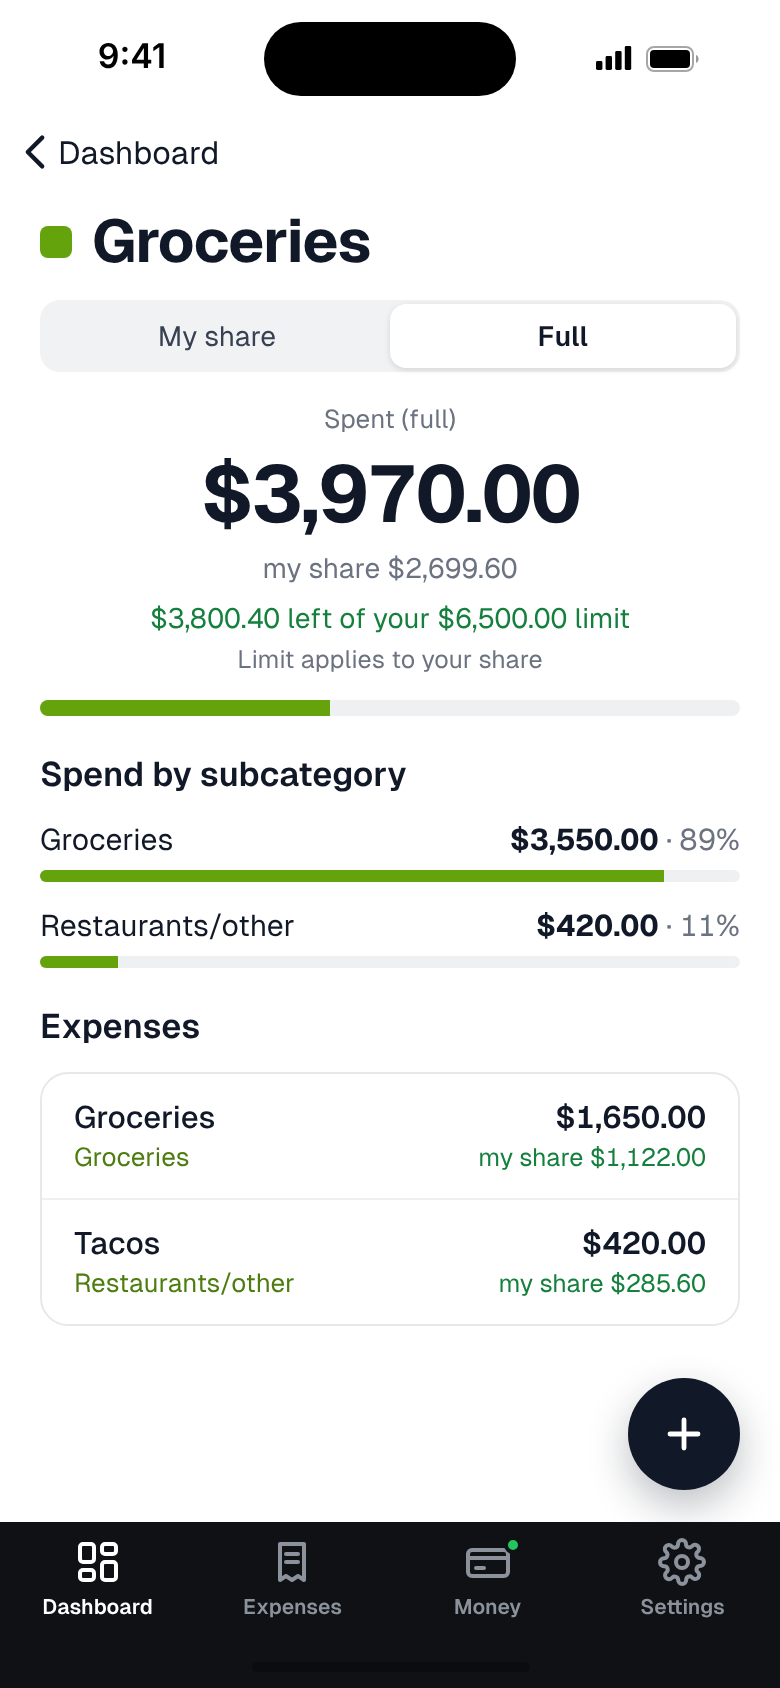 9:41
Dashboard
Groceries
My share Full
Spent (full)
$3,970.00
my share $2,699.60
$3,800.40 left of your $6,500.00 limit
Limit applies to your share
Spend by subcategory
Groceries $3,550.00 · 89%
Restaurants/other $420.00 · 11%
Expenses
Groceries $1,650.00
Groceries my share $1,122.00
Tacos $420.00
Restaurants/other my share $285.60
Dashboard Expenses Money Settings